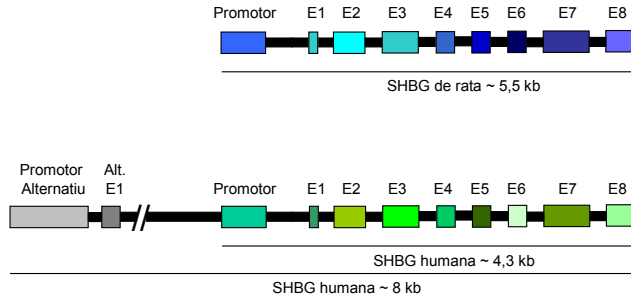 Promotor E1 E2 E3 E4 E5 E6 E7 E8
SHBG de rata ~ 5,5 kb
Promotor Alternatiu
Alt. E1
Promotor E1 E2 E3 E4 E5 E6 E7 E8
SHBG humana ~ 4,3 kb
SHBG humana ~ 8 kb